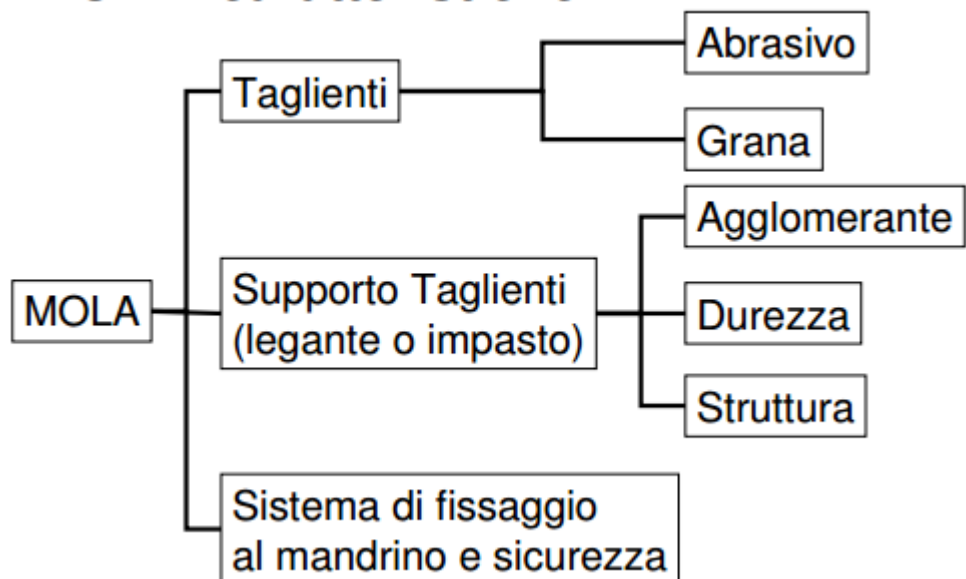 Abrasivo
Taglienti
Grana
Agglomerante
MOLA
Supporto Taglienti
(legante o impasto)
Durezza
Struttura
Sistema di fissaggio
al mandrino e sicurezza